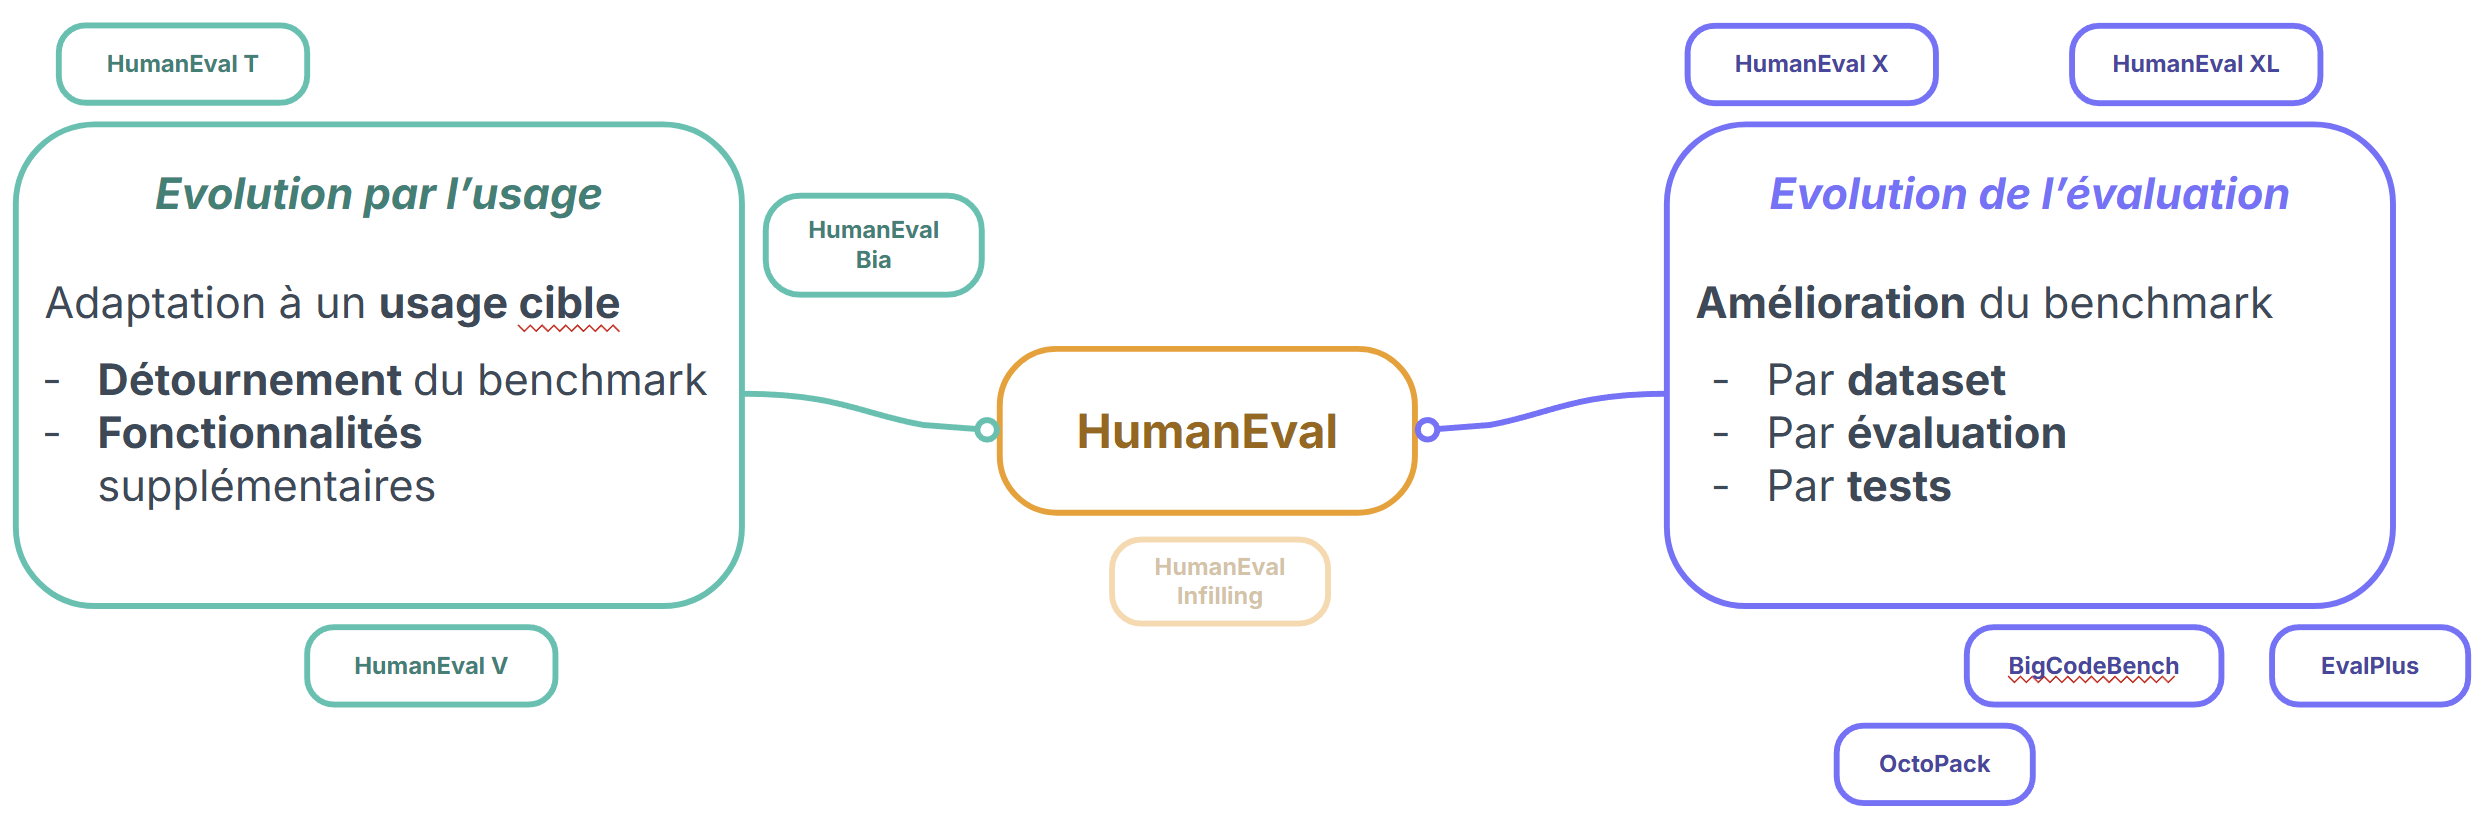 HumanEval T
Evolution par l’usage
Adaptation à un usage cible
- Détournement du benchmark
- Fonctionnalités
supplémentaires
HumanEval V
HumanEval
Bia
HumanEval
HumanEval
Infilling
HumanEval X
HumanEval XL
Evolution de l’évaluation
Amélioration du benchmark
- Par dataset
- Par évaluation
- Par tests
BigCodeBench
EvalPlus
OctoPack